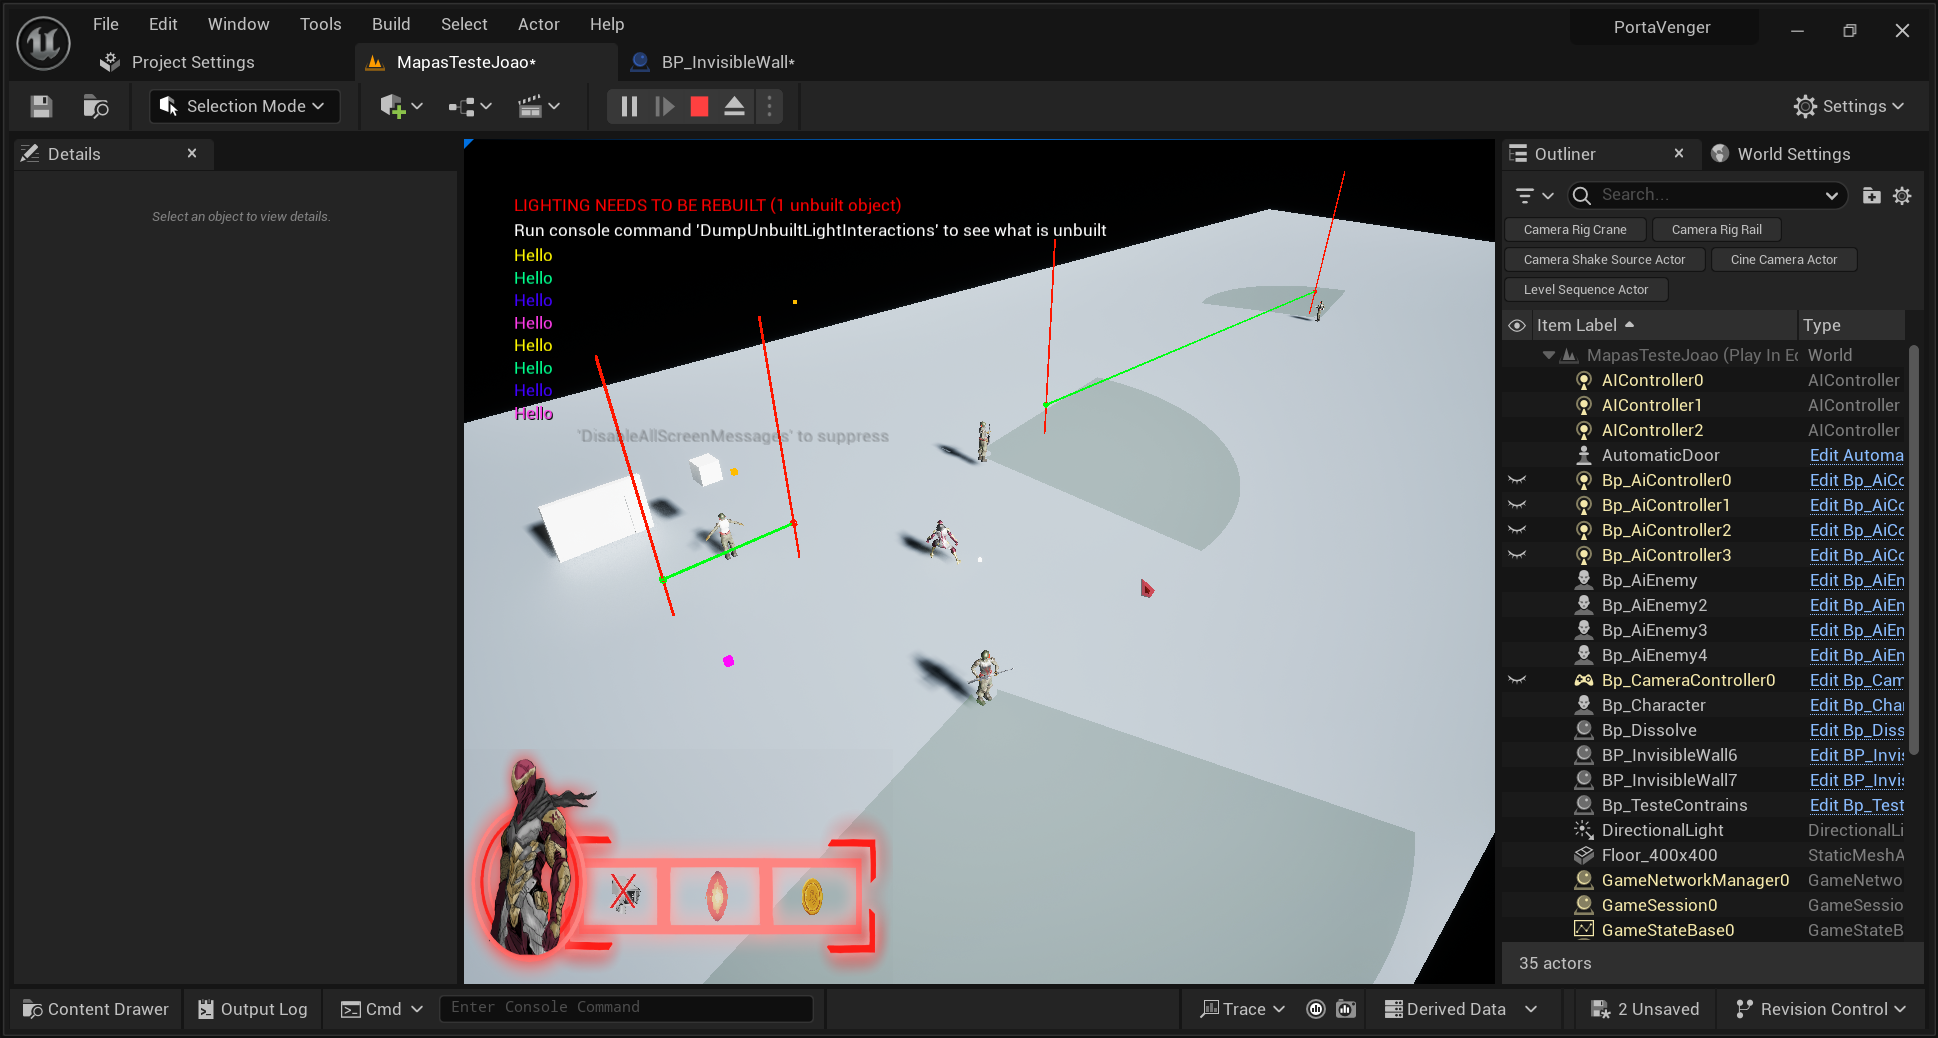 File Edit Window Tools Build Select Actor Help
PortaVenger
Project Settings
MapasTesteJoao*
BP_InvisibleWall*
Selection Mode
Settings
Details
Select an object to view details.
LIGHTING NEEDS TO BE REBUILT (1 unbuilt object)
Run console command 'DumpUnbuiltLightInteractions' to see what is unbuilt
Hello
Hello
Hello
Hello
Hello
Hello
Hello
Hello
'DisableAllScreenMessages' to suppress
Outliner
World Settings
Search...
Camera Rig Crane
Camera Rig Rail
Camera Shake Source Actor
Cine Camera Actor
Level Sequence Actor
Item Label Type
MapasTesteJoao (Play In Ec World
AIController0 AIController
AIController1 AIController
AIController2 AIController
AutomaticDoor Edit Automa
Bp_AiController0 Edit Bp_AiCo
Bp_AiController1 Edit Bp_AiCo
Bp_AiController2 Edit Bp_AiCo
Bp_AiController3 Edit Bp_AiCo
Bp_AiEnemy Edit Bp_AiEn
Bp_AiEnemy2 Edit Bp_AiEn
Bp_AiEnemy3 Edit Bp_AiEn
Bp_AiEnemy4 Edit Bp_AiEn
Bp_CameraController0 Edit Bp_Cam
Bp_Character Edit Bp_Cha
Bp_Dissolve Edit Bp_Diss
BP_InvisibleWall6 Edit BP_Invis
BP_InvisibleWall7 Edit BP_Invis
Bp_TesteContrains Edit Bp_Test
DirectionalLight DirectionalLi
Floor_400x400 StaticMeshA
GameNetworkManager0 GameNetwo
GameSession0 GameSessio
GameStateBase0 GameStateB
35 actors
Content Drawer
Output Log
Cmd
Enter Console Command
Trace
Derived Data
2 Unsaved
Revision Control